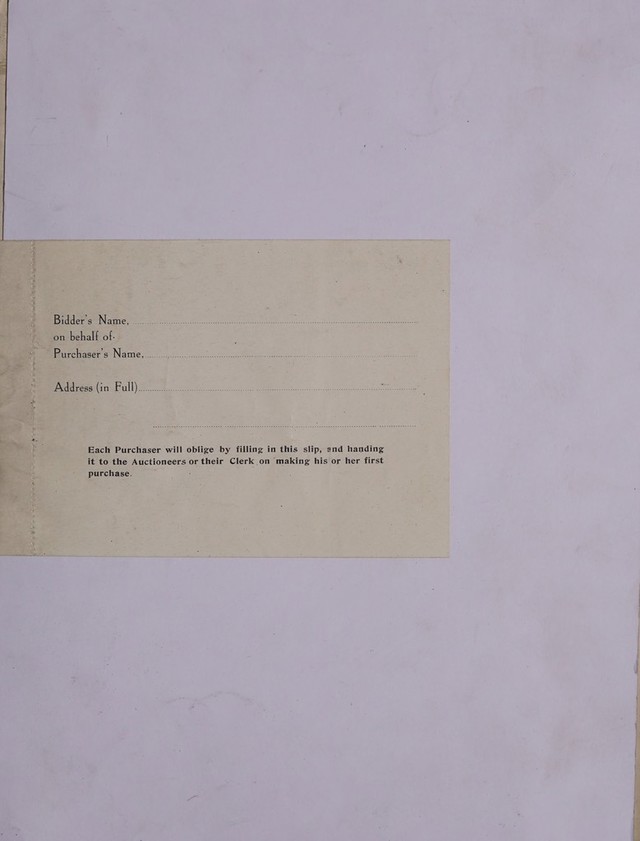 Bidder's Name,
on behalf of-
Purchaser's Name,
Address (in Full)
Each Purchaser will oblige by filling in this slip, and handing
it to the Auctioneers or their Clerk on making his or her first
purchase.